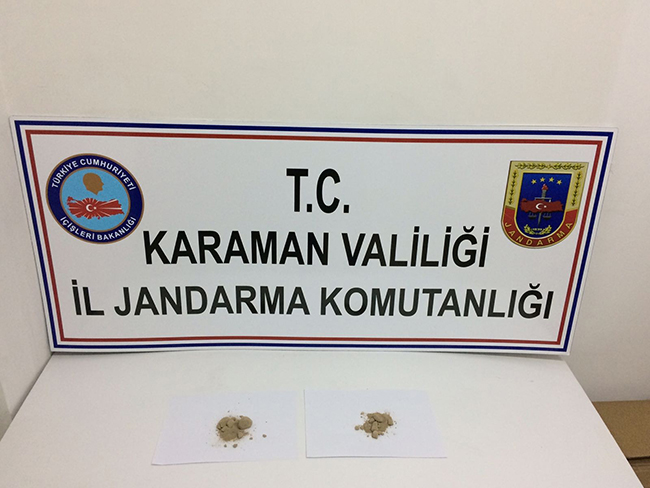 T.C.
KARAMAN VALİLİĞİ
İL JANDARMA KOMUTANLIĞI
TÜRKİYE CUMHURİYETİ
İÇİŞLERİ BAKANLIĞI
JANDARMA